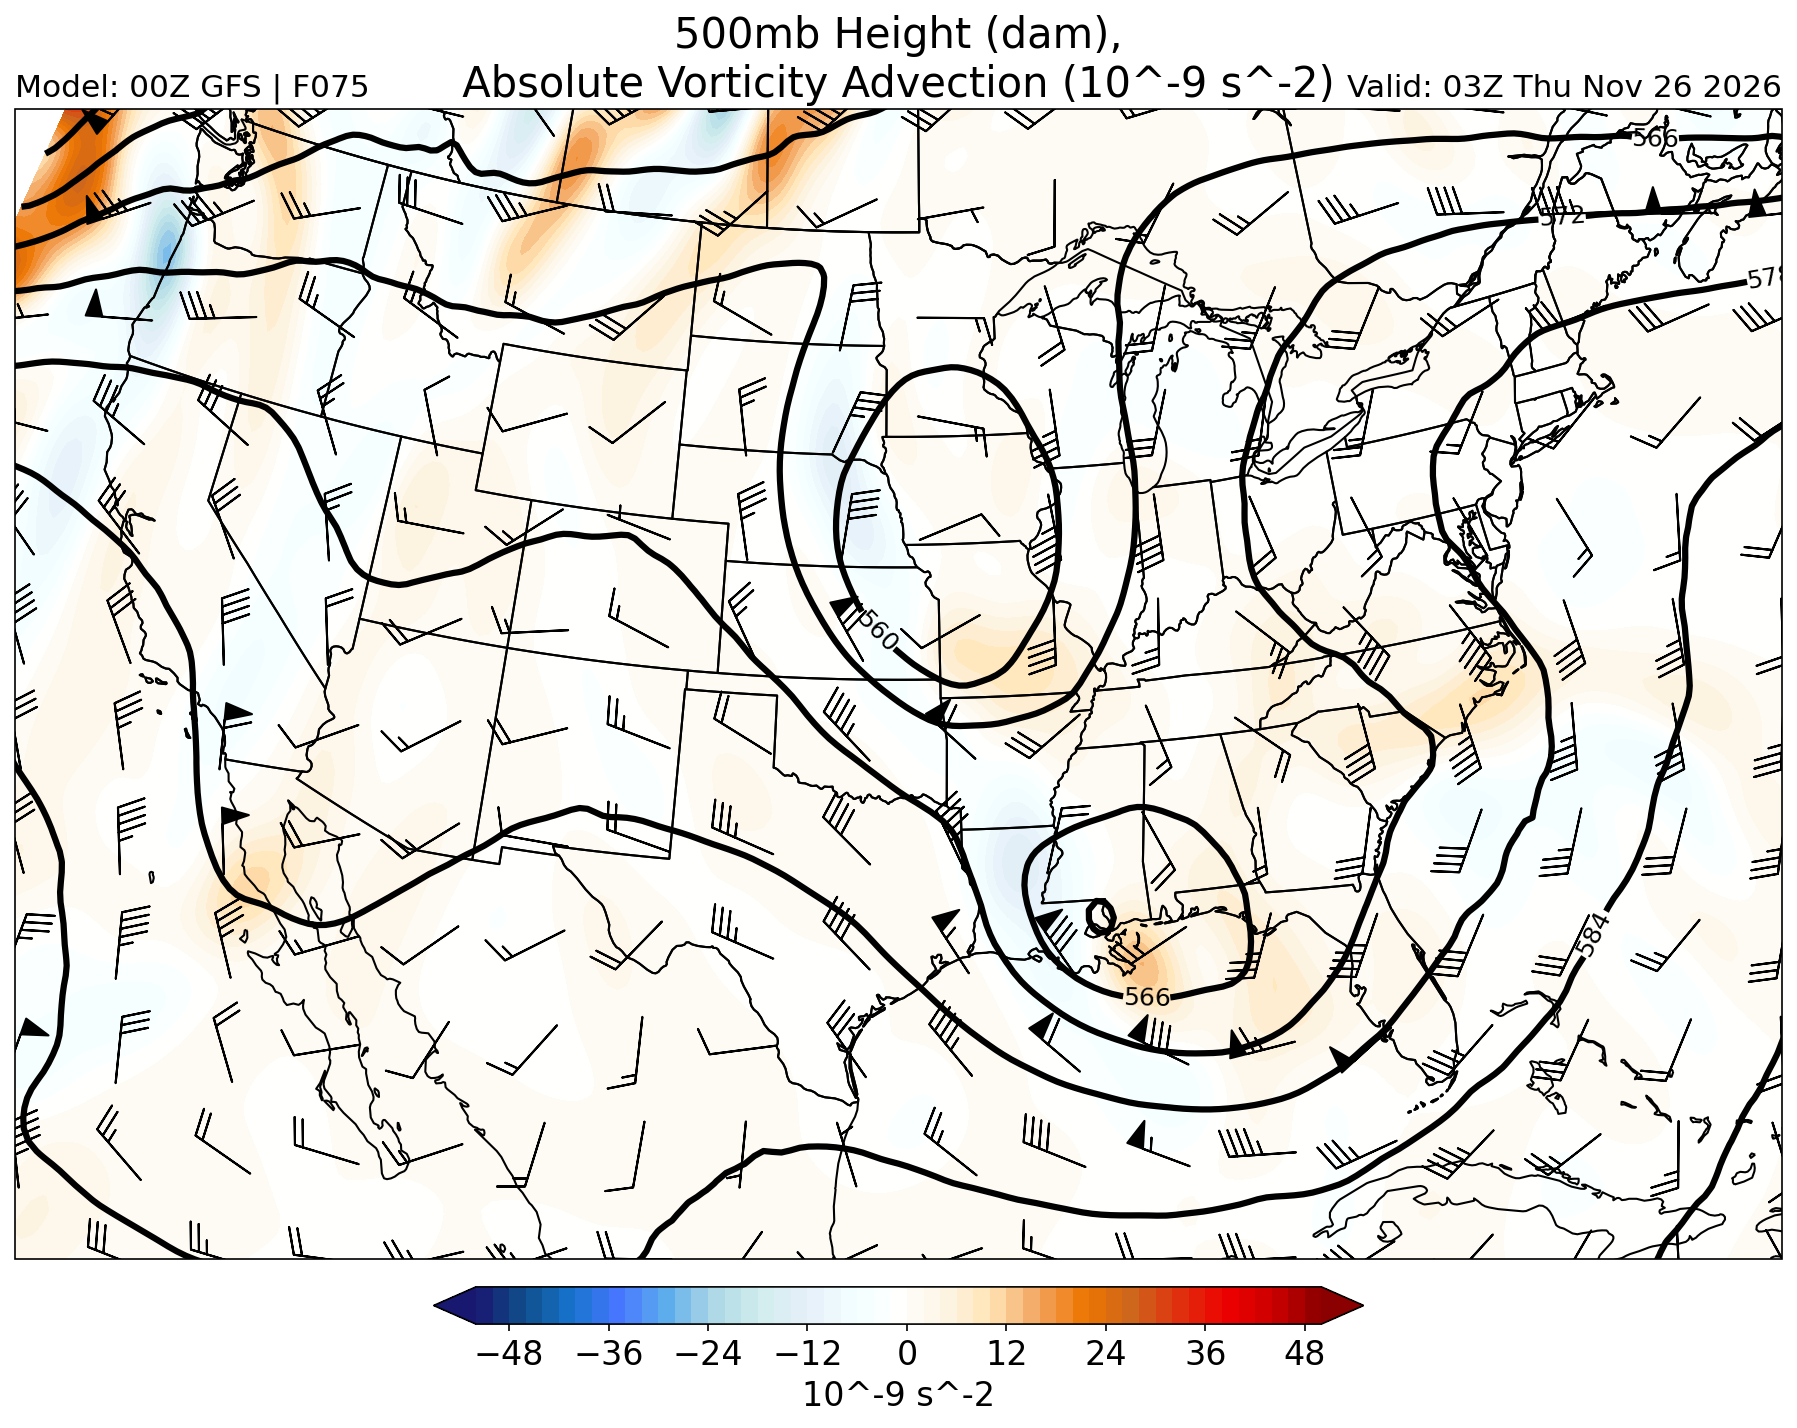 500mb Height (dam),
Model: 00Z GFS | F075
Absolute Vorticity Advection (10^-9 s^-2)
Valid: 03Z Thu Nov 26 2026
566
572
578
560
584
566
−48 −36 −24 −12 0 12 24 36 48
10^-9 s^-2